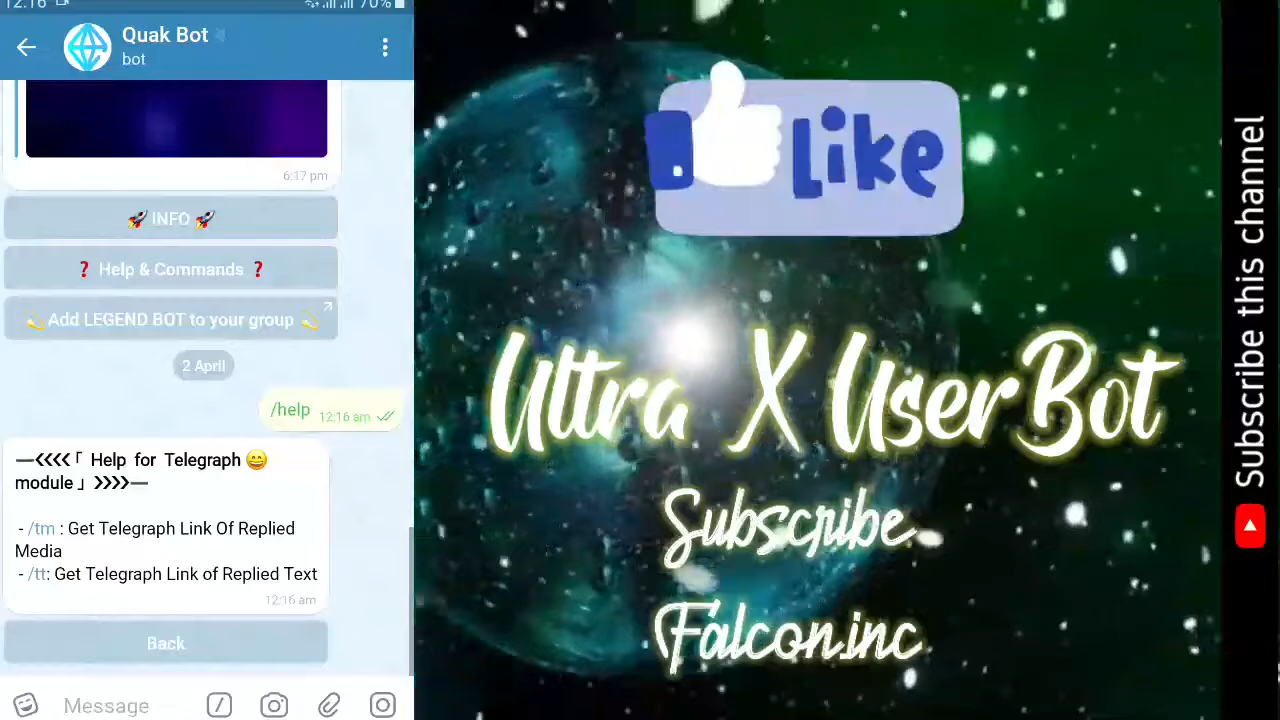 12.16
70%
Quak Bot
bot
6:17 pm
🚀 INFO 🚀
❓ Help & Commands ❓
💫 Add LEGEND BOT to your group 💫
2 April
/help 12:16 am
—❮❮❮❮「 Help for Telegraph 😄
module 」❯❯❯❯—
- /tm : Get Telegraph Link Of Replied
Media
- /tt: Get Telegraph Link of Replied Text
12:16 am
Back
Message
Like
Ultra X UserBot
Subscribe
Falcon.inc
Subscribe this channel